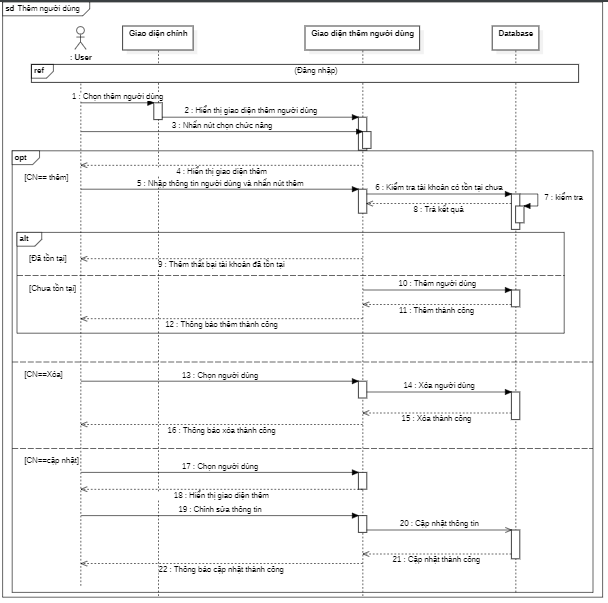 sd Thêm người dùng
Giao diện chính
Giao diện thêm người dùng
Database
: User
ref
(Đăng nhập)
1 : Chọn thêm người dùng
2 : Hiển thị giao diện thêm người dùng
3 : Nhấn nút chọn chức năng
opt
4 : Hiển thị giao diện thêm
[CN== thêm]
5 : Nhập thông tin người dùng và nhấn nút thêm
6 : Kiểm tra tài khoản có tồn tại chưa
7 : kiểm tra
8 : Trả kết quả
alt
[Đã tồn tại]
9 : Thêm thất bại tài khoản đã tồn tại
[Chưa tồn tại]
10 : Thêm người dùng
11 : Thêm thành công
12 : Thông báo thêm thành công
[CN==Xóa]
13 : Chọn người dùng
14 : Xóa người dùng
15 : Xóa thành công
16 : Thông báo xóa thành công
[CN==cập nhật]
17 : Chọn người dùng
18 : Hiển thị giao diện thêm
19 : Chỉnh sửa thông tin
20 : Cập nhật thông tin
21 : Cập nhật thành công
22 : Thông báo cập nhật thành công